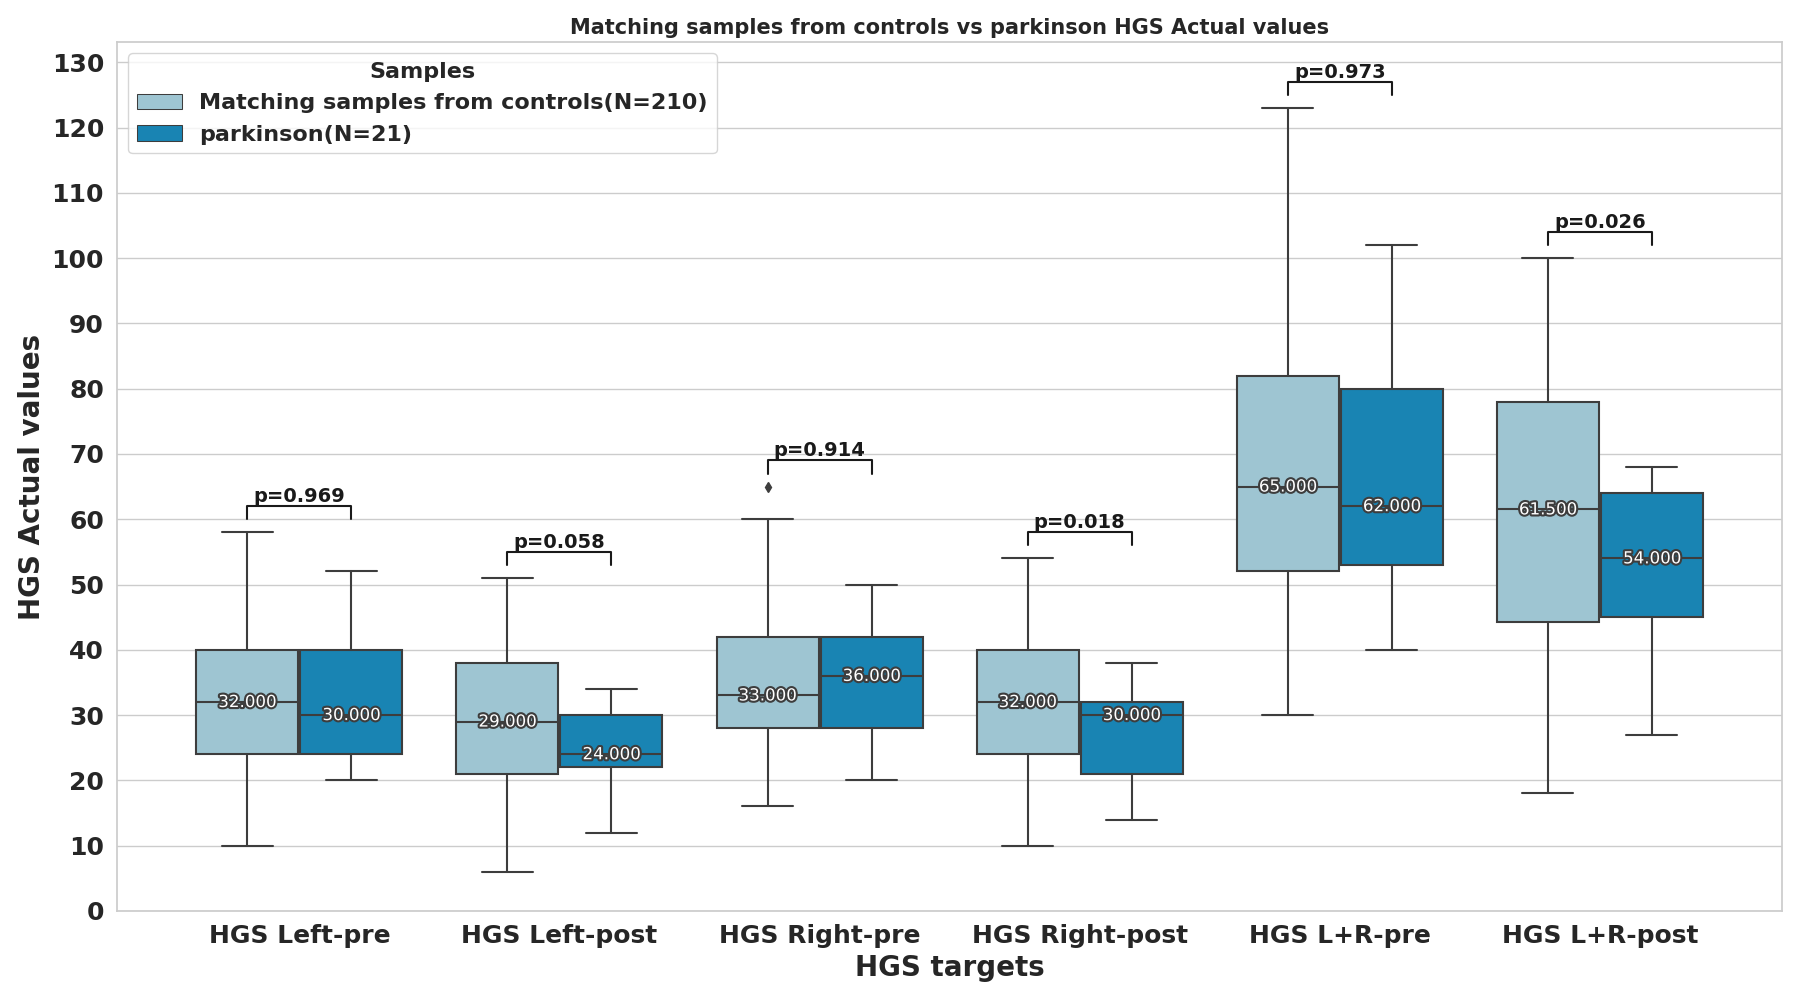 Matching samples from controls vs parkinson HGS Actual values
Samples
Matching samples from controls(N=210)
parkinson(N=21)
HGS Actual values
130
120
110
100
90
80
70
60
50
40
30
20
10
0
p=0.969
p=0.058
p=0.914
p=0.018
p=0.973
p=0.026
32.000
30.000
29.000
24.000
33.000
36.000
32.000
30.000
65.000
62.000
61.500
54.000
HGS Left-pre
HGS Left-post
HGS Right-pre
HGS Right-post
HGS L+R-pre
HGS L+R-post
HGS targets